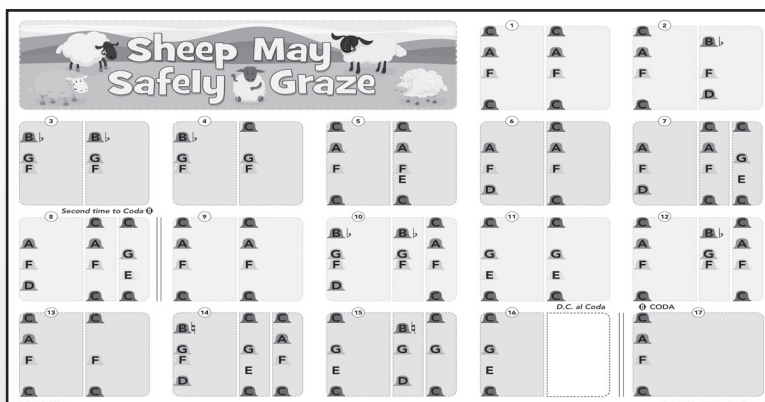 Sheep May
Safely Graze
1
C C
A A
F F
C C
2
C
B♭
A
F F
D
C
3
B♭ B♭
G G
F F
4
C
B♭
G G
F F
5
C C
A A
F F
E
C C
6
C
A A
F F
D
C
7
C C
A A
G
F F
E
D
C C
Second time to Coda
8
C C
A A
G
F F
E
D
C C
9
C C
A A
F F
C C
10
C
B♭ B♭
A
G G
F F F
D
C
11
C C
G G
E E
C C
12
C C
B♭
A A
G
F F F
C C
13
C C
A
F F
C C
14
C C
B♮
A
G G
F F
E
D
C C
15
C C
B♮
G G G
E
D
C C
D.C. al Coda
16
C
G
E
C
CODA
17
C
A
F
C